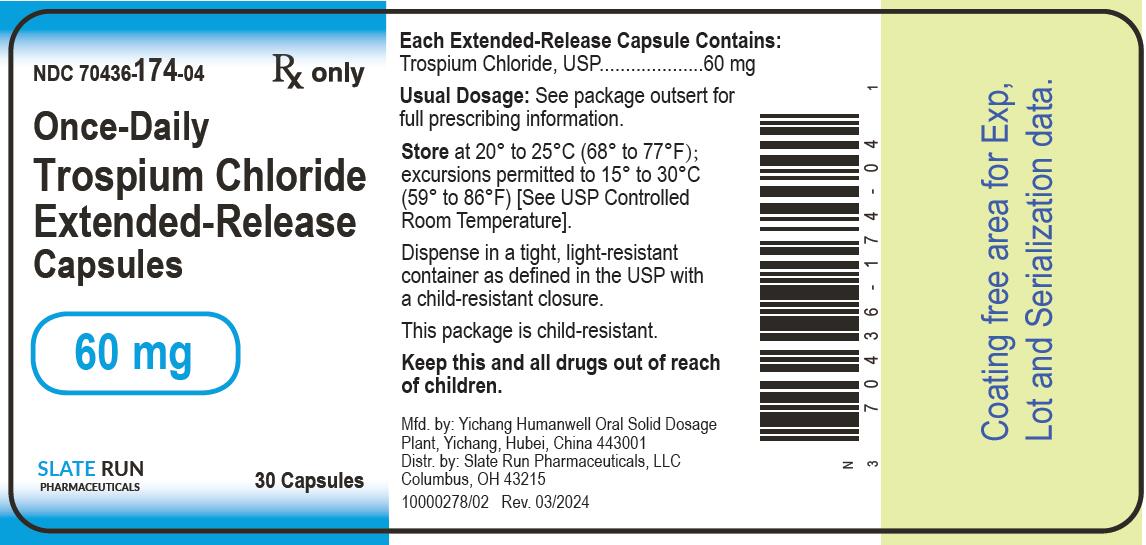 NDC 70436-174-04
Rx only
Once-Daily
Trospium Chloride
Extended-Release
Capsules
60 mg
SLATE RUN
PHARMACEUTICALS
30 Capsules
Each Extended-Release Capsule Contains:
Trospium Chloride, USP....................60 mg
Usual Dosage: See package outsert for
full prescribing information.
Store at 20° to 25°C (68° to 77°F);
excursions permitted to 15° to 30°C
(59° to 86°F) [See USP Controlled
Room Temperature].
Dispense in a tight, light-resistant
container as defined in the USP with
a child-resistant closure.
This package is child-resistant.
Keep this and all drugs out of reach
of children.
Mfd. by: Yichang Humanwell Oral Solid Dosage
Plant, Yichang, Hubei, China 443001
Distr. by: Slate Run Pharmaceuticals, LLC
Columbus, OH 43215
10000278/02 Rev. 03/2024
N
3 70436-174-04 1
Coating free area for Exp,
Lot and Serialization data.